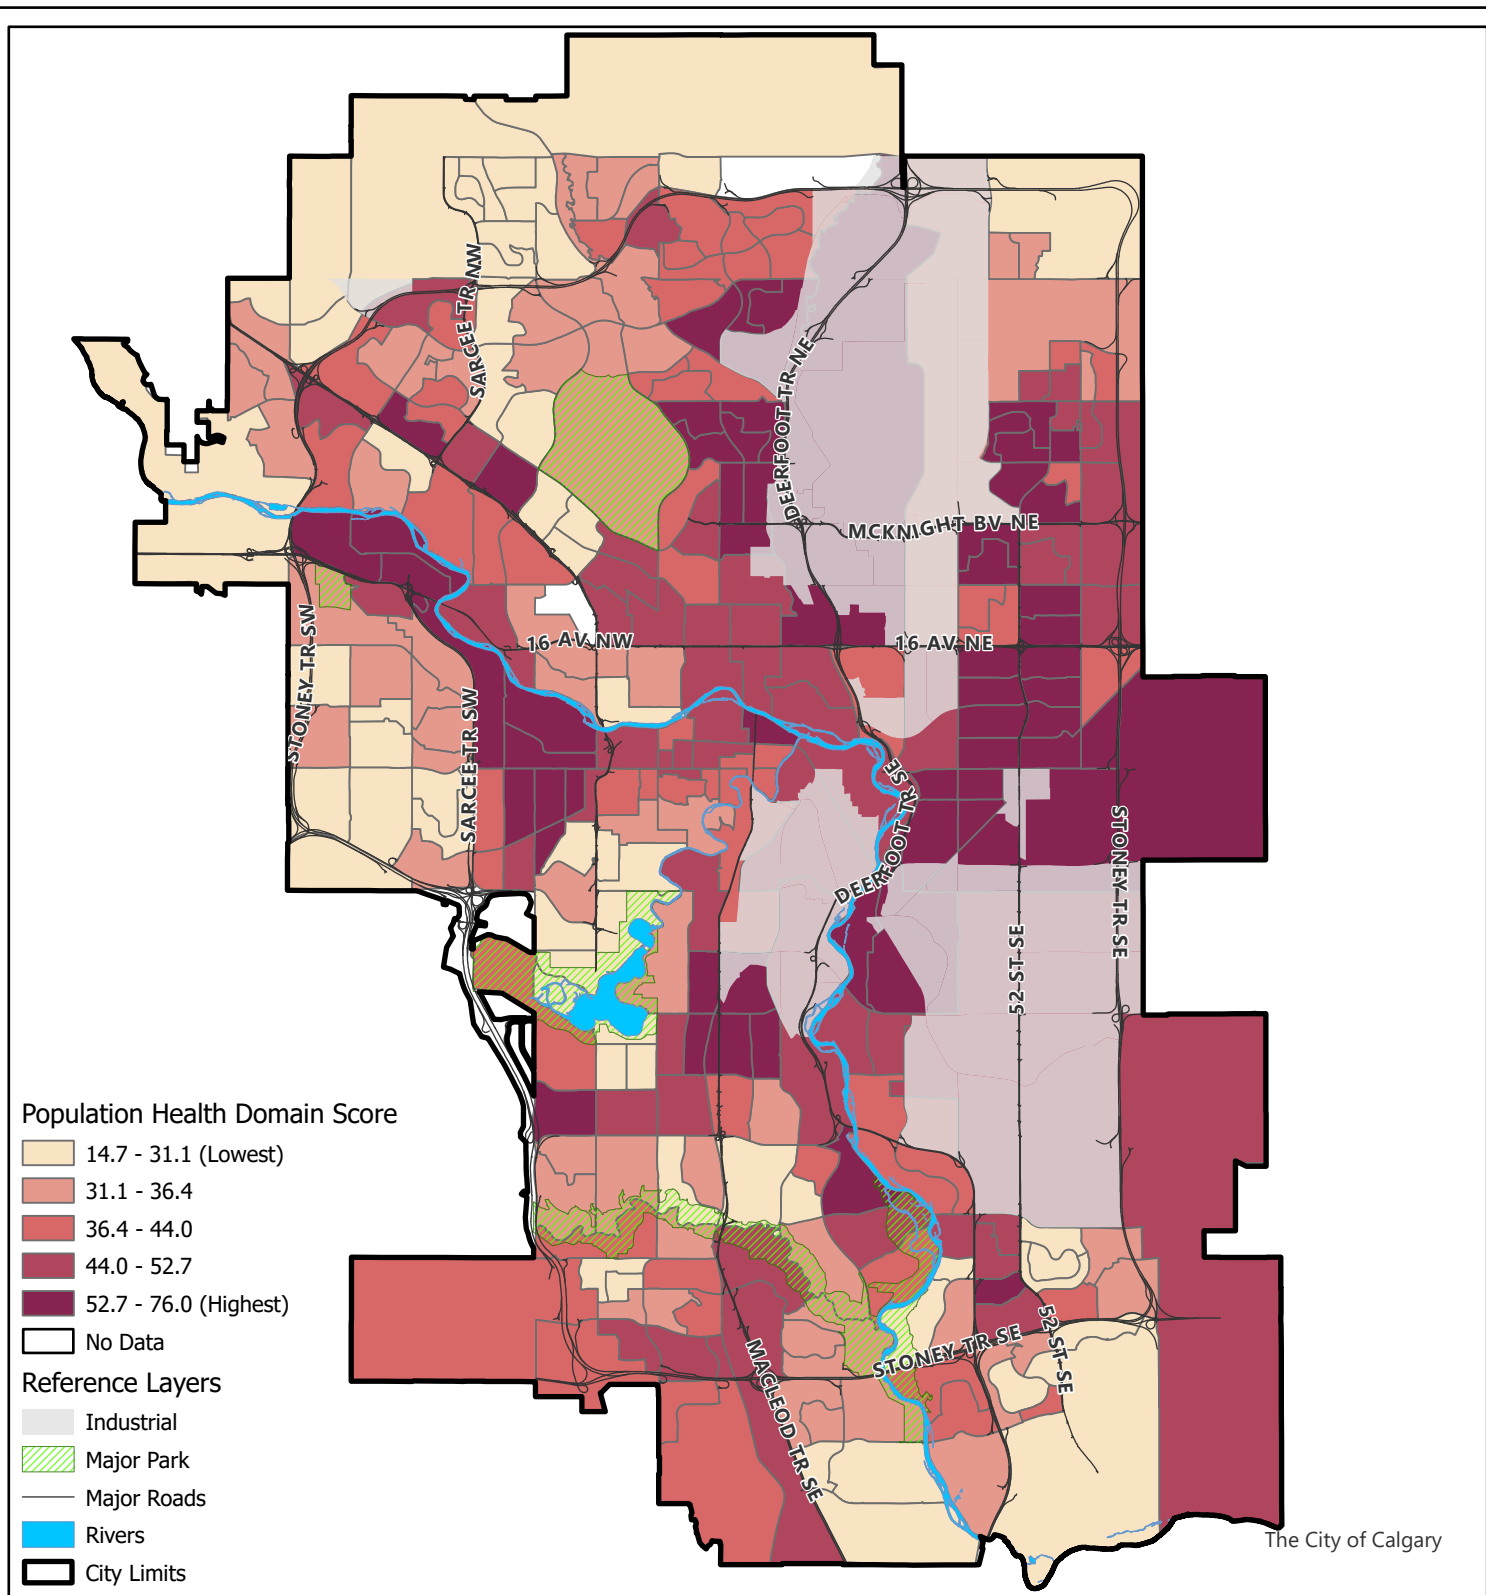 SARCEE TR NW
DEERFOOT TR NE
MCKNIGHT BV NE
16 AV NW
16 AV NE
STONEY TR SW
SARCEE TR SW
DEERFOOT TR SE
STONEY TR SE
52 ST SE
52 ST SE
STONEY TR SE
MACLEOD TR SE
Population Health Domain Score
14.7 - 31.1 (Lowest)
31.1 - 36.4
36.4 - 44.0
44.0 - 52.7
52.7 - 76.0 (Highest)
No Data
Reference Layers
Industrial
Major Park
Major Roads
Rivers
City Limits
The City of Calgary